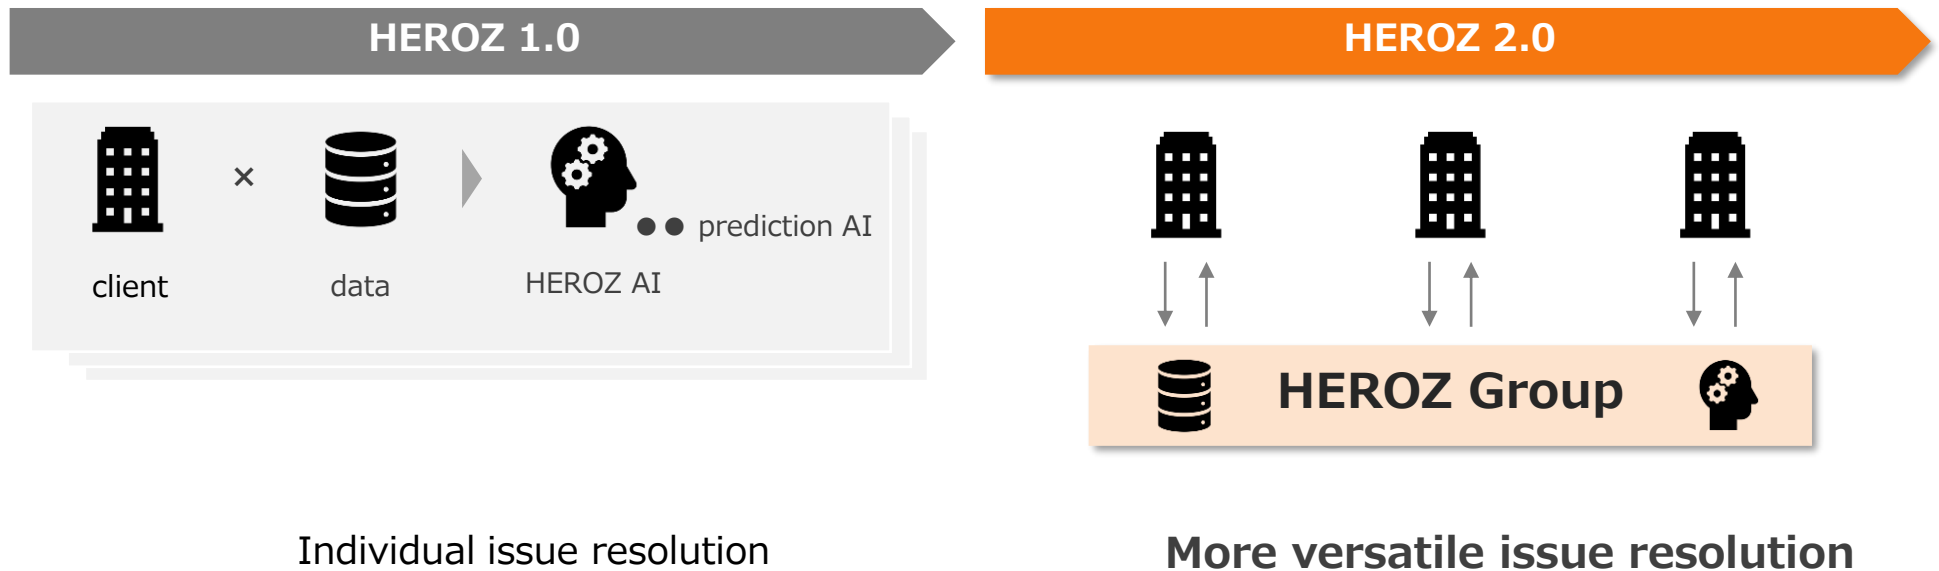 HEROZ 1.0
×
●● prediction AI
client
data
HEROZ AI
Individual issue resolution
HEROZ 2.0
HEROZ Group
More versatile issue resolution